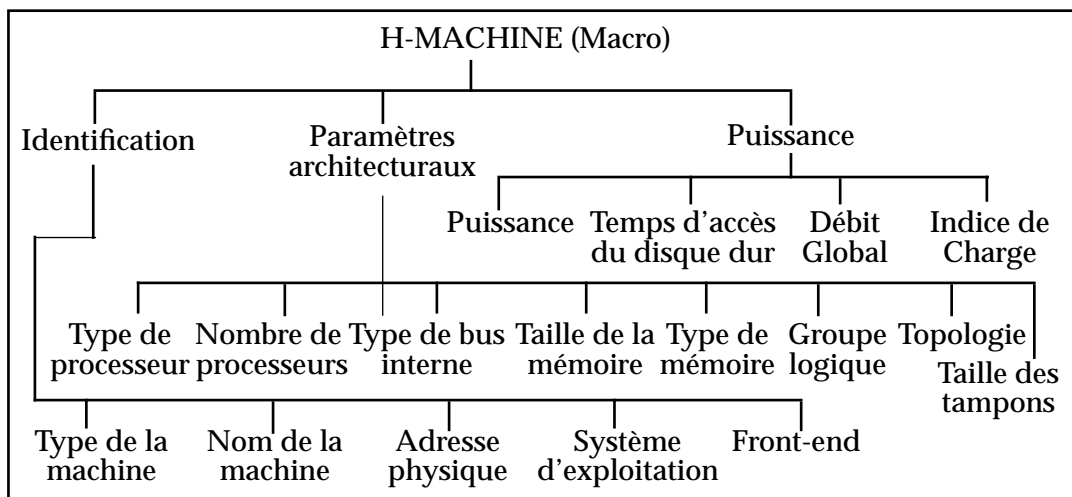 H-MACHINE (Macro)
Identification
Paramètres
architecturaux
Puissance
Puissance
Temps d'accès
du disque dur
Débit
Global
Indice de
Charge
Type de
processeur
Nombre de
processeurs
Type de bus
interne
Taille de la
mémoire
Type de
mémoire
Groupe
logique
Topologie
Taille des
tampons
Type de la
machine
Nom de la
machine
Adresse
physique
Système
d'exploitation
Front-end